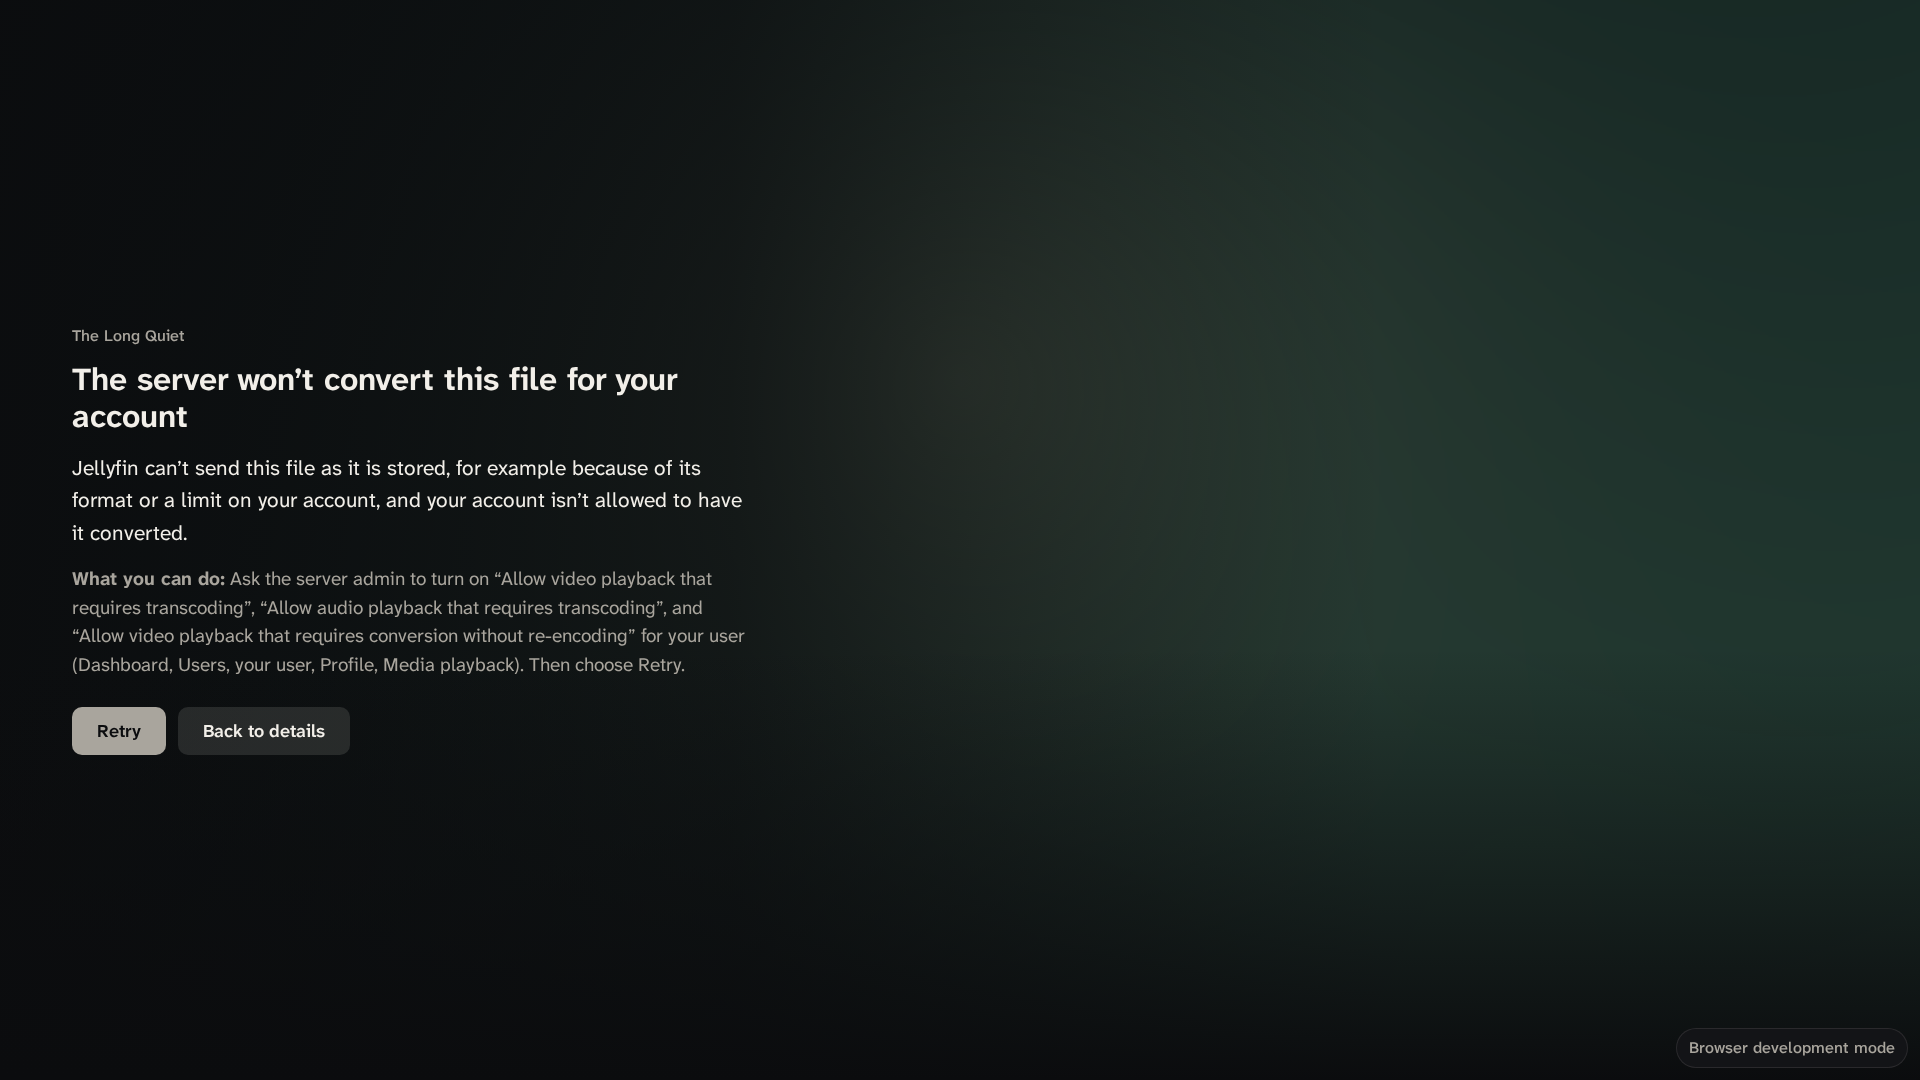 The Long Quiet
The server won’t convert this file for your
account
Jellyfin can’t send this file as it is stored, for example because of its
format or a limit on your account, and your account isn’t allowed to have
it converted.
What you can do: Ask the server admin to turn on “Allow video playback that
requires transcoding”, “Allow audio playback that requires transcoding”, and
“Allow video playback that requires conversion without re-encoding” for your user
(Dashboard, Users, your user, Profile, Media playback). Then choose Retry.
Retry
Back to details
Browser development mode